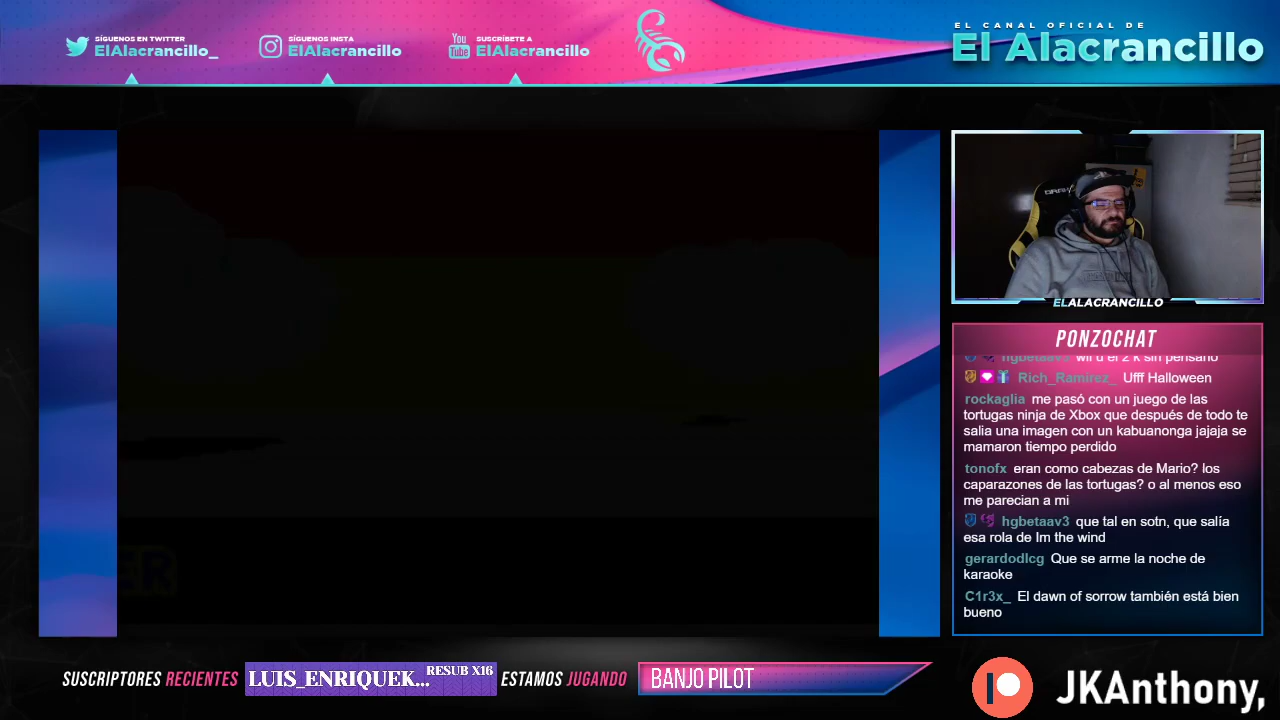 SÍGUENOS EN TWITTER
ElAlacrancillo_
SÍGUENOS INSTA
ElAlacrancillo
You
Tube
SUSCRÍBETE A
ElAlacrancillo
EL CANAL OFICIAL DE
El Alacrancillo
ELALACRANCILLO
PONZOCHAT
hgbetaav3
Rich_Ramirez_ Ufff Halloween
rockaglia me pasó con un juego de las
tortugas ninja de Xbox que después de todo te
salia una imagen con un kabuanonga jajaja se
mamaron tiempo perdido
tonofx eran como cabezas de Mario? los
caparazones de las tortugas? o al menos eso
me parecian a mi
hgbetaav3 que tal en sotn, que salía
esa rola de Im the wind
gerardodlcg Que se arme la noche de
karaoke
C1r3x_ El dawn of sorrow también está bien
bueno
SUSCRIPTORES RECIENTES
LUIS_ENRIQUEK... RESUB X16
ESTAMOS JUGANDO
BANJO PILOT
JKAnthony,